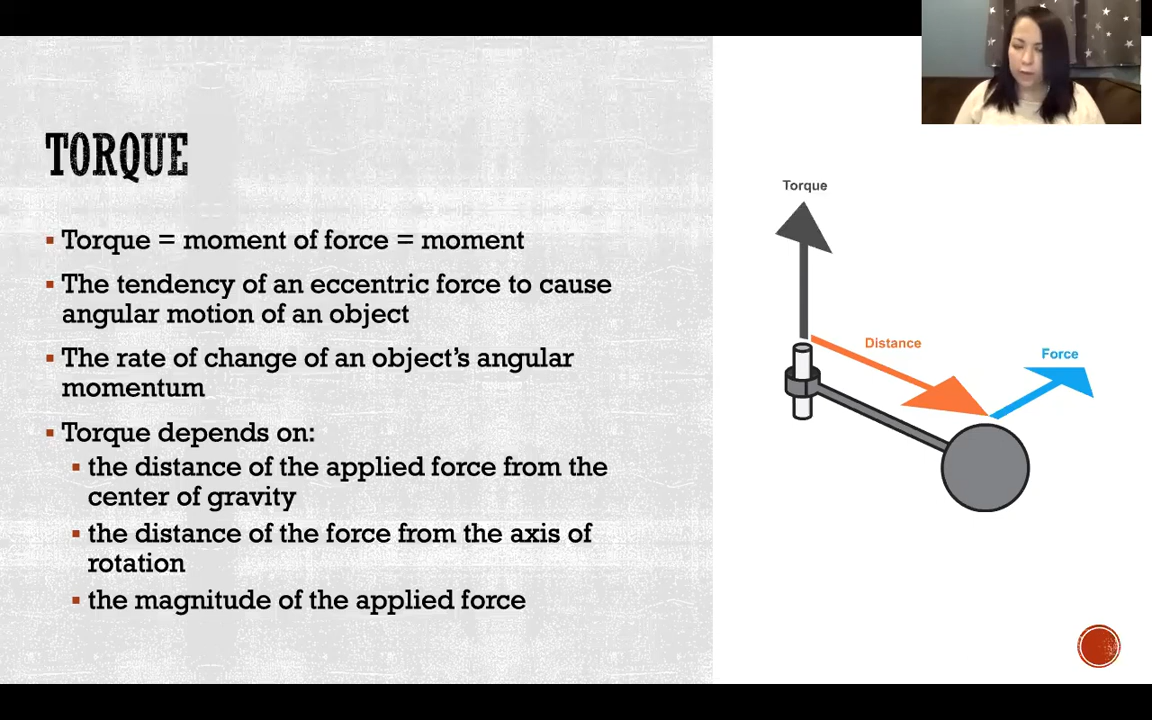 TORQUE
▪ Torque = moment of force = moment
▪ The tendency of an eccentric force to cause
angular motion of an object
▪ The rate of change of an object's angular
momentum
▪ Torque depends on:
▪ the distance of the applied force from the
center of gravity
▪ the distance of the force from the axis of
rotation
▪ the magnitude of the applied force
Torque
Distance
Force